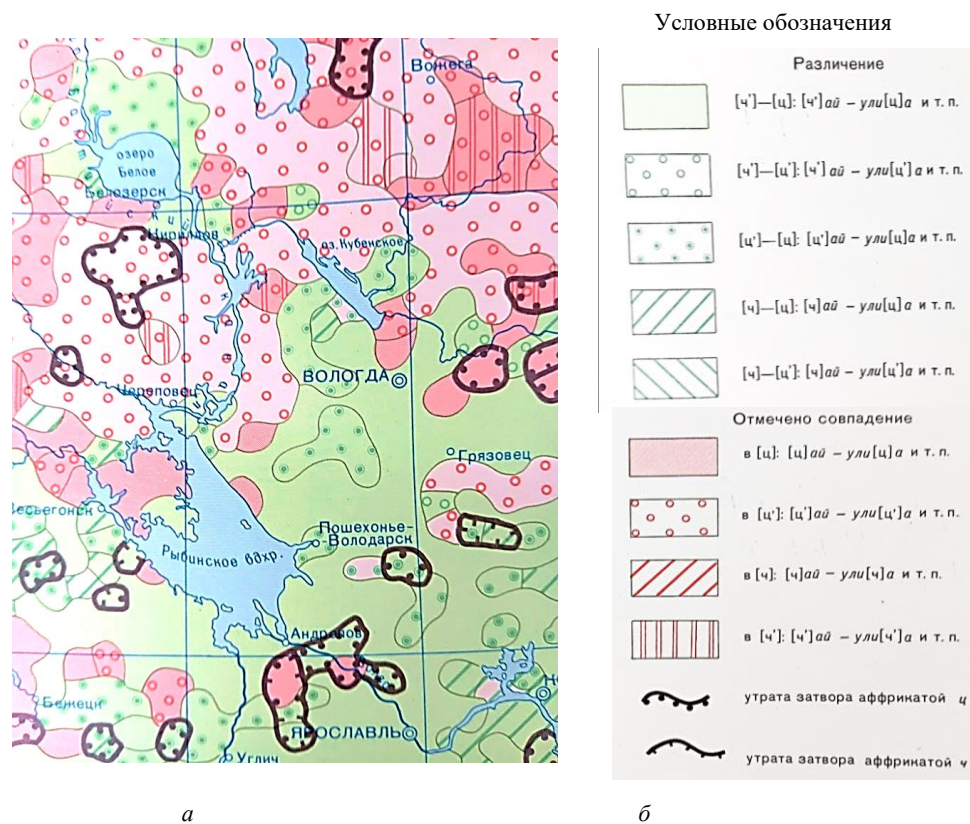 Условные обозначения
Различение
[ч']—[ц]: [ч']ай – ули[ц]а и т. п.
[ч']—[ц']: [ч']ай – ули[ц']а и т. п.
[ц']—[ц]: [ц']ай – ули[ц]а и т. п.
[ч]—[ц]: [ч]ай – ули[ц]а и т. п.
[ч]—[ц']: [ч]ай – ули[ц']а и т. п.
Отмечено совпадение
в [ц]: [ц]ай – ули[ц]а и т. п.
в [ц']: [ц']ай – ули[ц']а и т. п.
в [ч]: [ч]ай – ули[ч]а и т. п.
в [ч']: [ч']ай – ули[ч']а и т. п.
утрата затвора аффрикатой ц
утрата затвора аффрикатой ч
Вожега
озеро
Белое
Белозерск
Кириллов
оз. Кубенское
ВОЛОГДА
Череповец
Грязовец
Весьегонск
Пошехонье-
-Володарск
Рыбинское вдхр.
Андропов
Бежецк
ЯРОСЛАВЛЬ
Углич
а
б